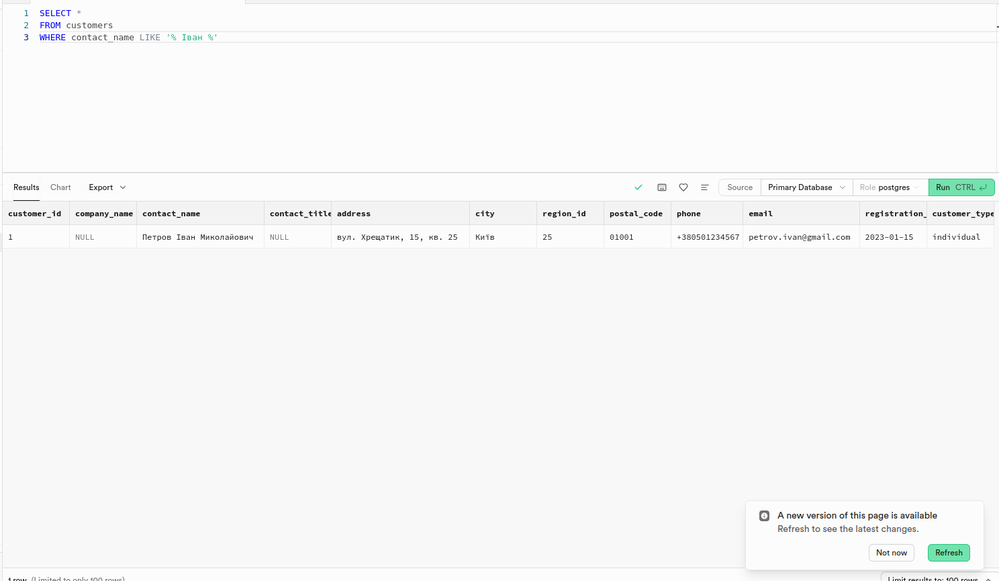 1 SELECT *
2 FROM customers
3 WHERE contact_name LIKE '% Іван %'
Results Chart Export Source Primary Database Role postgres Run CTRL
customer_id company_name contact_name contact_title address city region_id postal_code phone email registration_ customer_type
1 NULL Петров Іван Миколайович NULL вул. Хрещатик, 15, кв. 25 Київ 25 01001 +380501234567 petrov.ivan@gmail.com 2023-01-15 individual
A new version of this page is available
Refresh to see the latest changes.
Not now Refresh
1 row (Limited to only 100 rows) Limit results to: 100 rows